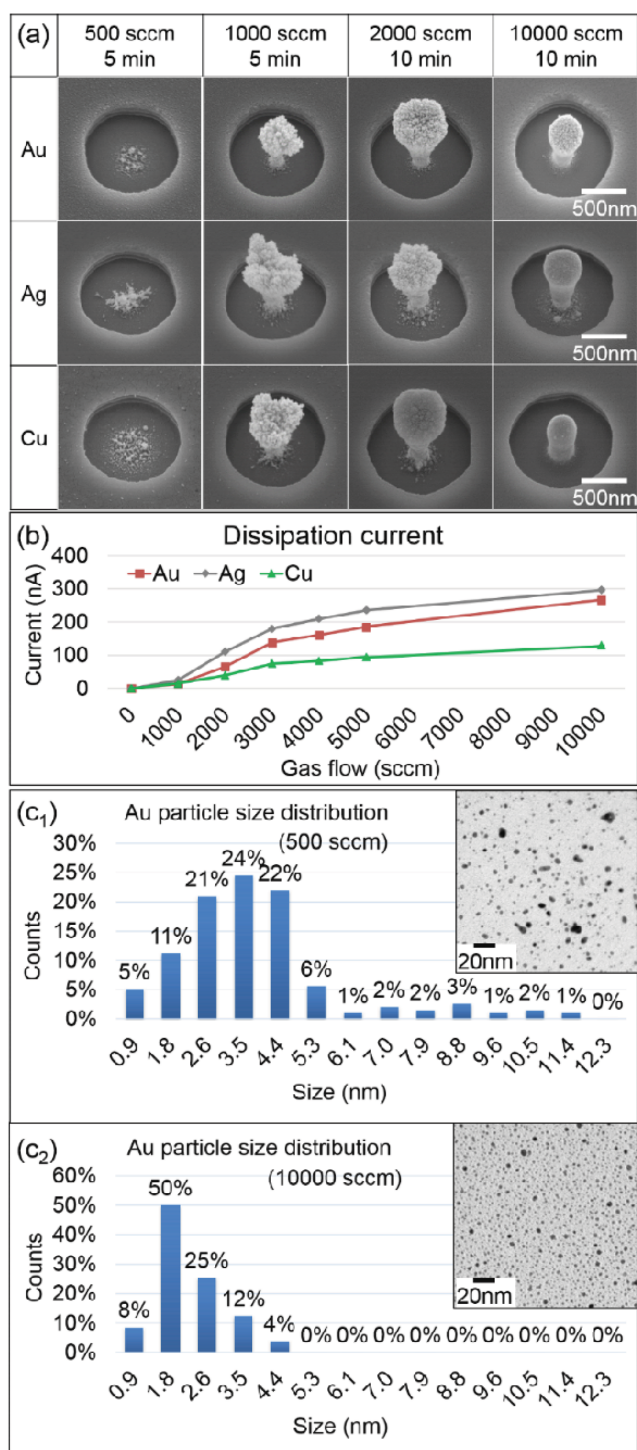 (a) 500 sccm 1000 sccm 2000 sccm 10000 sccm
5 min 5 min 10 min 10 min
Au
500nm
Ag
500nm
Cu
500nm
(b) Dissipation current
Au Ag Cu
400
300
200
100
0
Current (nA)
0 1000 2000 3000 4000 5000 6000 7000 8000 9000 10000
Gas flow (sccm)
(c1) Au particle size distribution
(500 sccm)
30%
25%
20%
15%
10%
5%
0%
Counts
5% 11% 21% 24% 22% 6% 1% 2% 2% 3% 1% 2% 1% 0%
20nm
0.9 1.8 2.6 3.5 4.4 5.3 6.1 7.0 7.9 8.8 9.6 10.5 11.4 12.3
Size (nm)
(c2) Au particle size distribution
(10000 sccm)
60%
50%
40%
30%
20%
10%
0%
Counts
8% 50% 25% 12% 4% 0% 0% 0% 0% 0% 0% 0% 0% 0%
20nm
0.9 1.8 2.6 3.5 4.4 5.3 6.1 7.0 7.9 8.8 9.6 10.5 11.4 12.3
Size (nm)